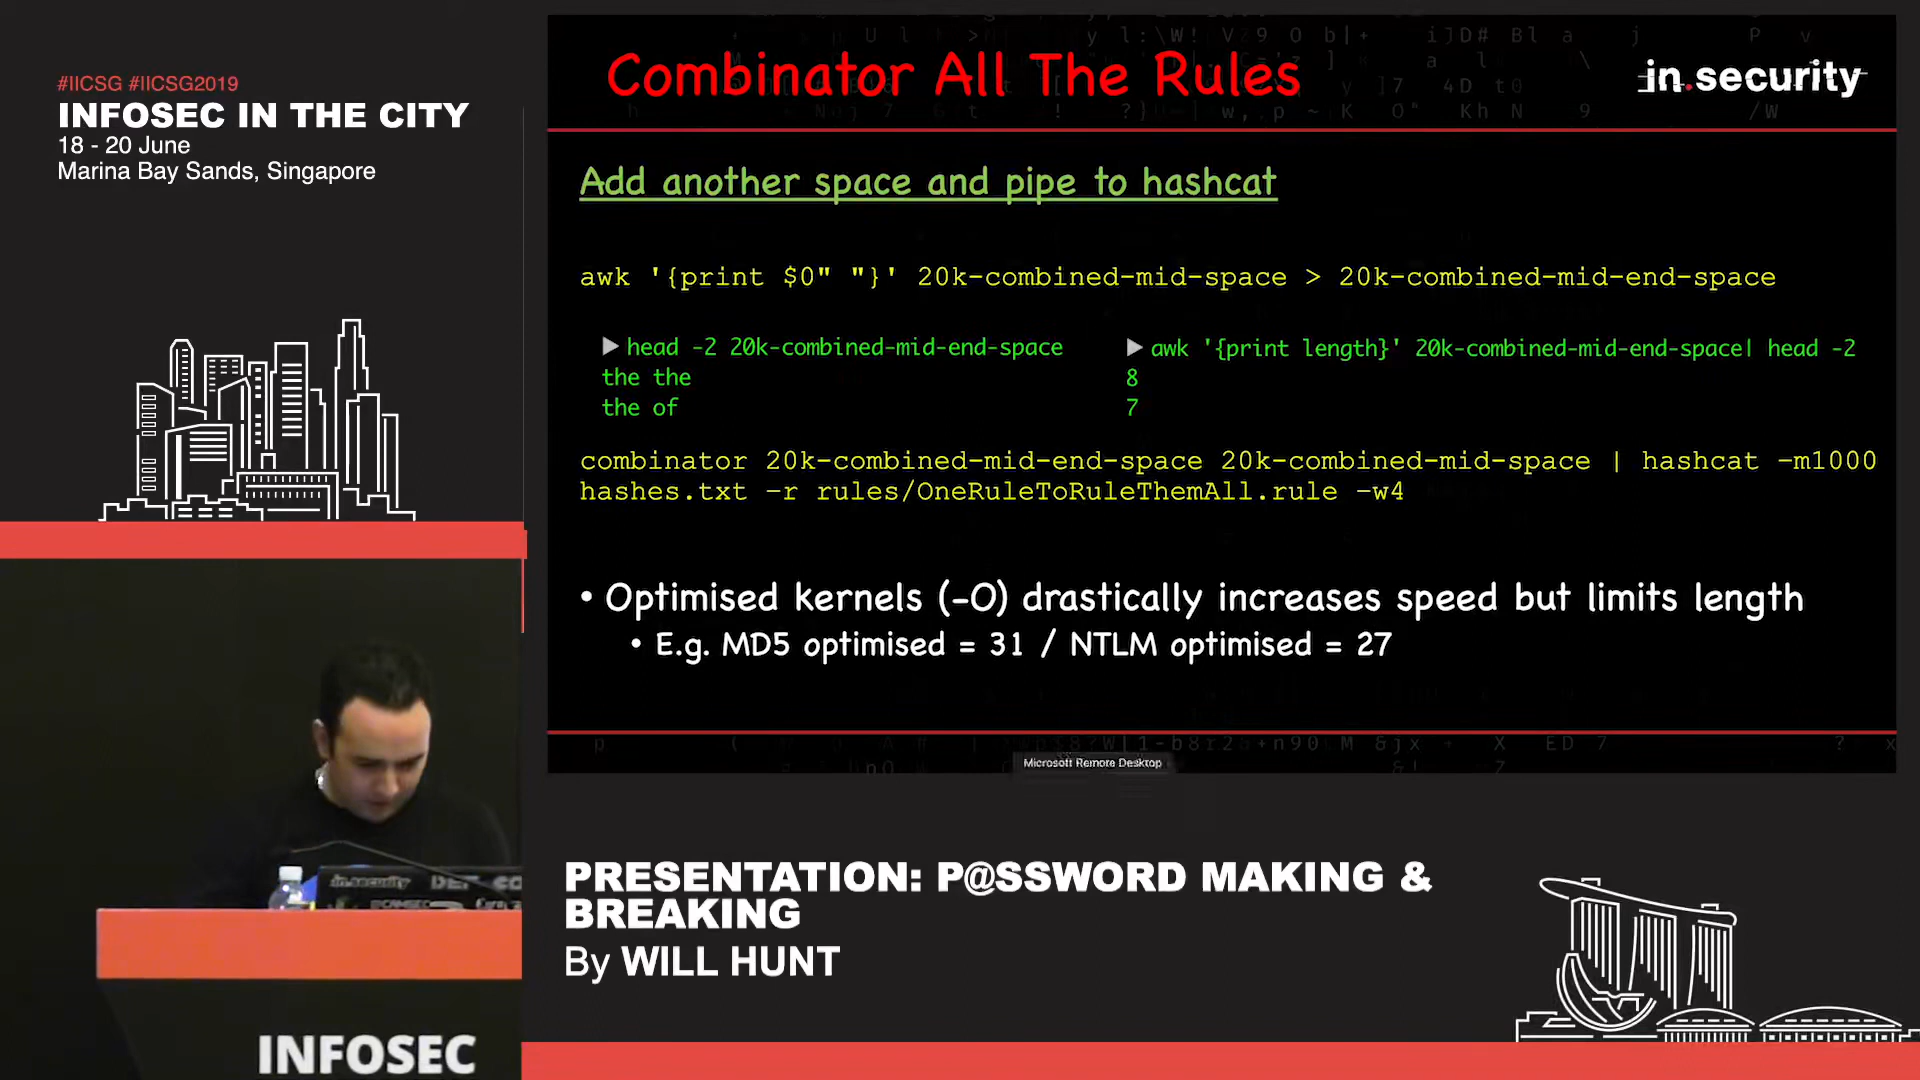 #IICSG #IICSG2019
INFOSEC IN THE CITY
18 - 20 June
Marina Bay Sands, Singapore
Combinator All The Rules
in.security
Add another space and pipe to hashcat
awk '{print $0" "}' 20k-combined-mid-space > 20k-combined-mid-end-space
head -2 20k-combined-mid-end-space
the the
the of
awk '{print length}' 20k-combined-mid-end-space| head -2
8
7
combinator 20k-combined-mid-end-space 20k-combined-mid-space | hashcat –m1000
hashes.txt –r rules/OneRuleToRuleThemAll.rule –w4
• Optimised kernels (-O) drastically increases speed but limits length
• E.g. MD5 optimised = 31 / NTLM optimised = 27
Microsoft Remote Desktop
in.security
INFOSEC
PRESENTATION: P@SSWORD MAKING &
BREAKING
By WILL HUNT